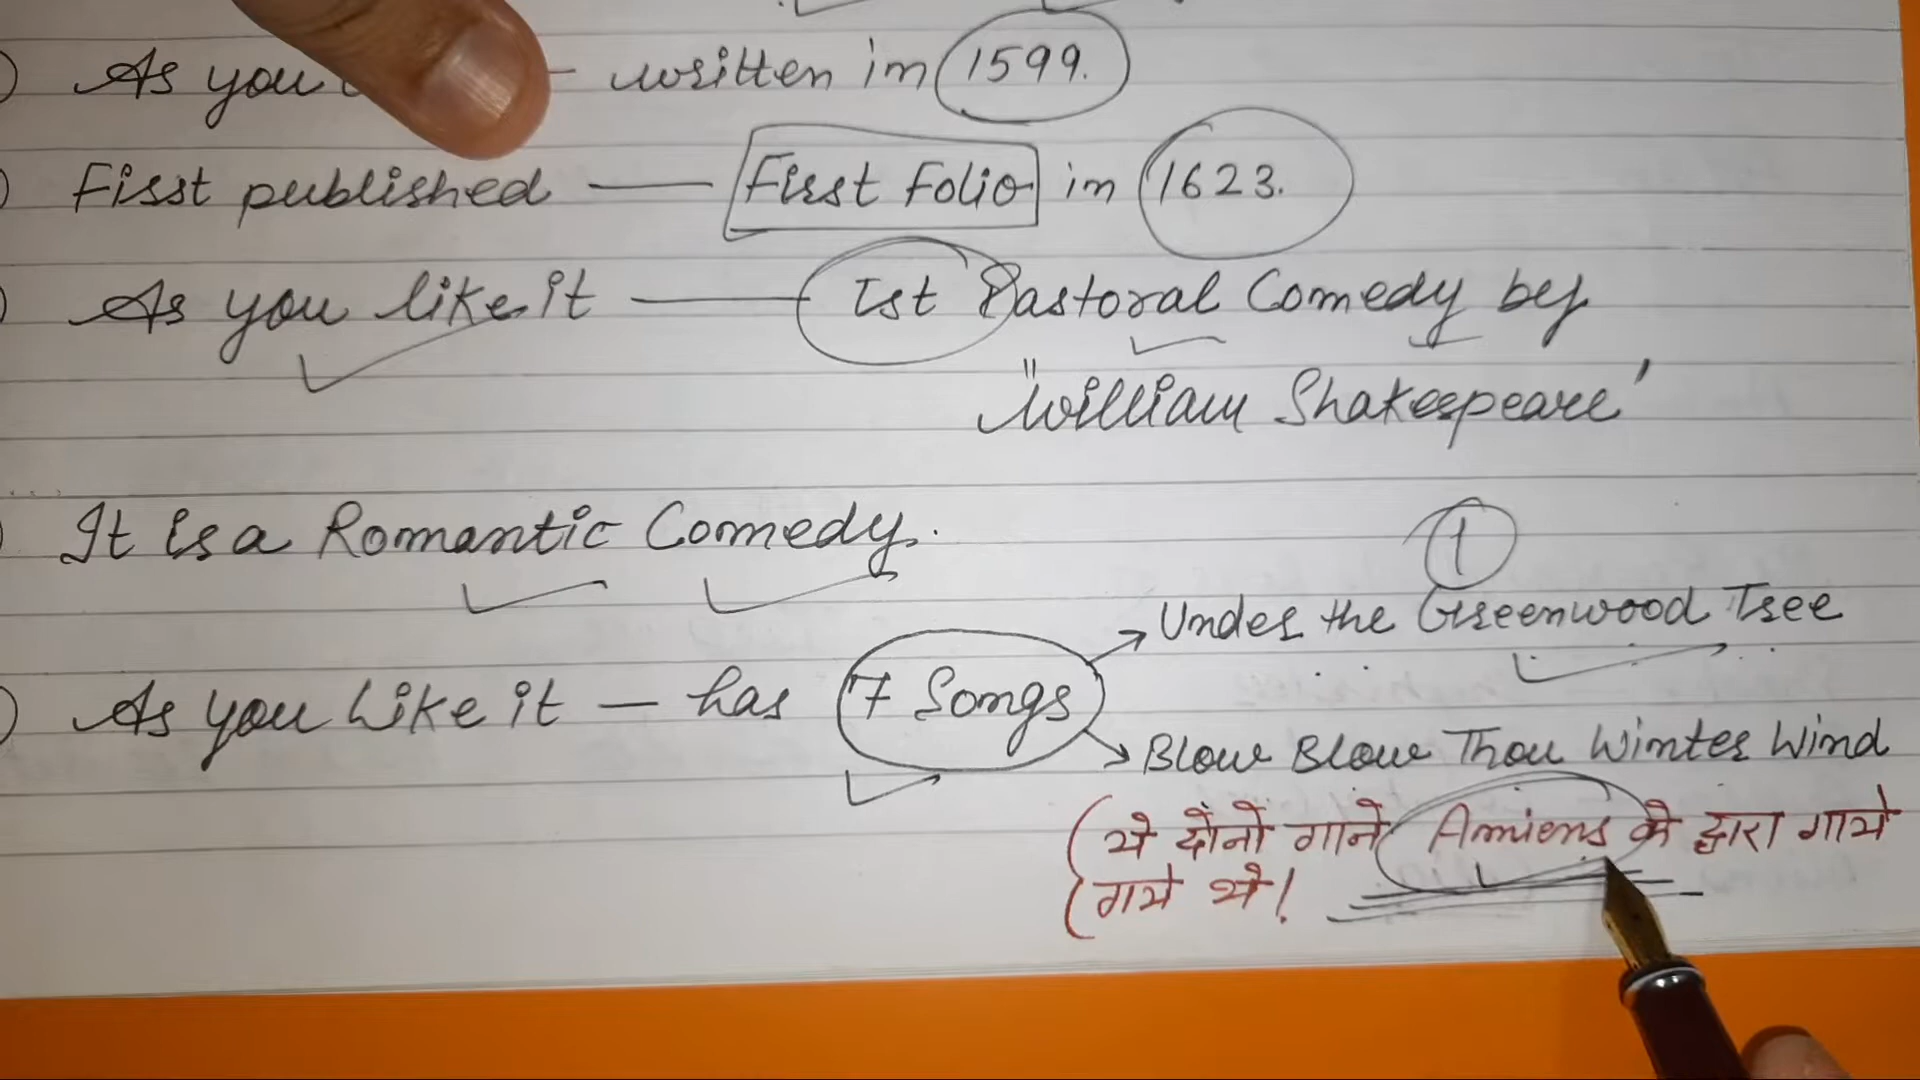 As you - written in 1599.
First published — First Folio in 1623.
As you like it — Ist Pastoral Comedy by
"William Shakespeare'
It is a Romantic Comedy.
1
Under the Greenwood Tree
As you Like it — has 7 Songs
Blow Blow Thou Winter Wind
(ये दोनो गाने Amiens के द्वारा गाये
गये थे!